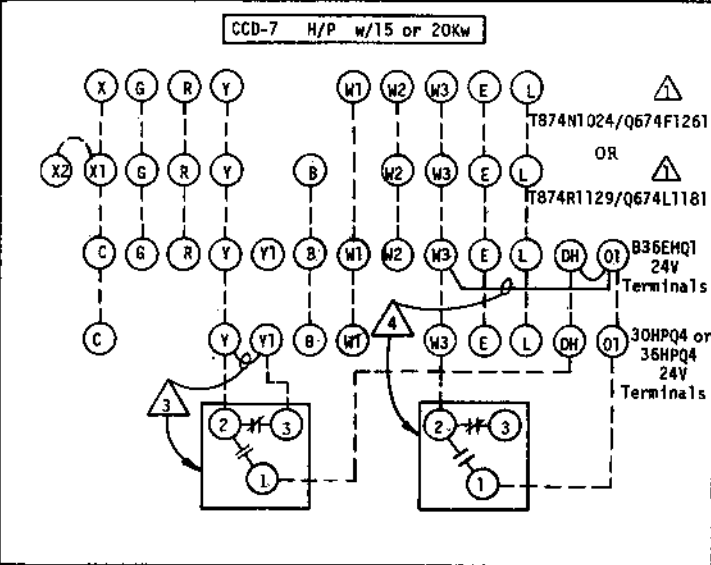 CCD-7 H/P w/15 or 20Kw
X G R Y W1 W2 W3 E L 1
T874N1024/Q674F1261
OR
X2 X1 G R Y B W2 W3 E L 1
T874R1129/Q674L1181
C G R Y Y1 B W1 W2 W3 E L DH O1 B36EHQ1
24V
Terminals
4
C Y Y1 B W1 W3 E L DH O1 30HPQ4 or
36HPQ4
24V
Terminals
3
2 3 2 3
1 1